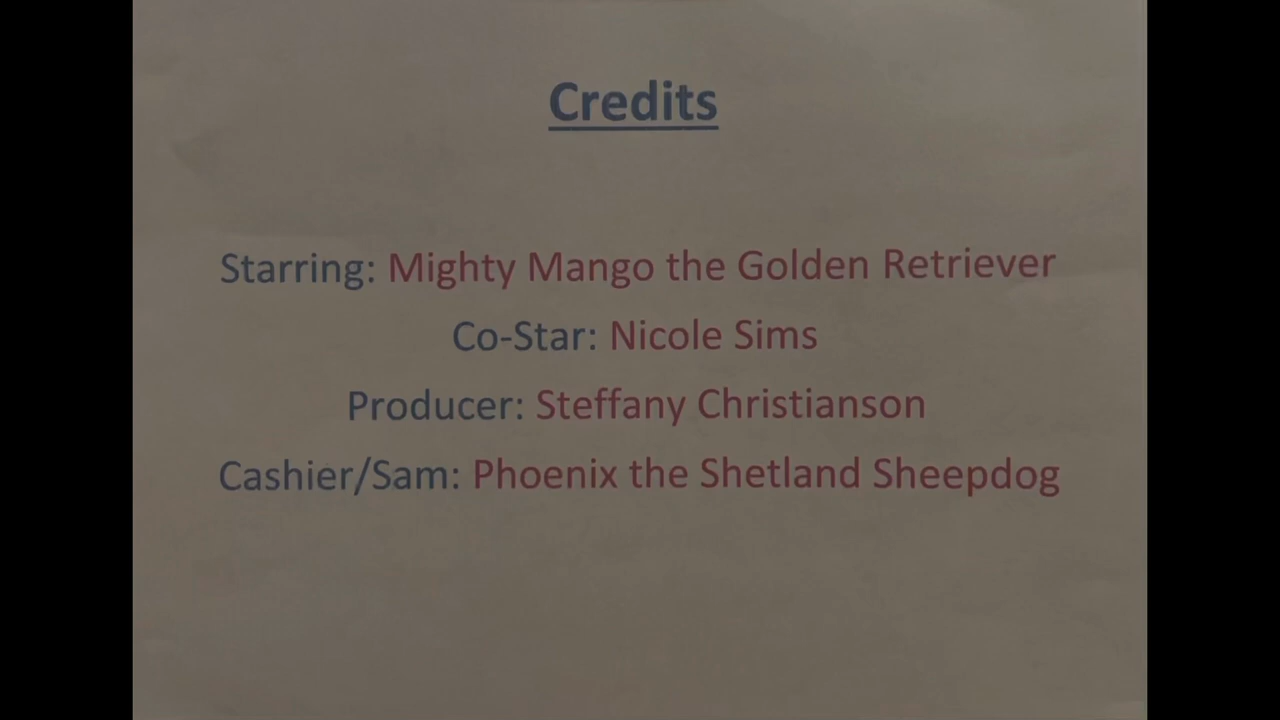 Credits
Starring: Mighty Mango the Golden Retriever
Co-Star: Nicole Sims
Producer: Steffany Christianson
Cashier/Sam: Phoenix the Shetland Sheepdog